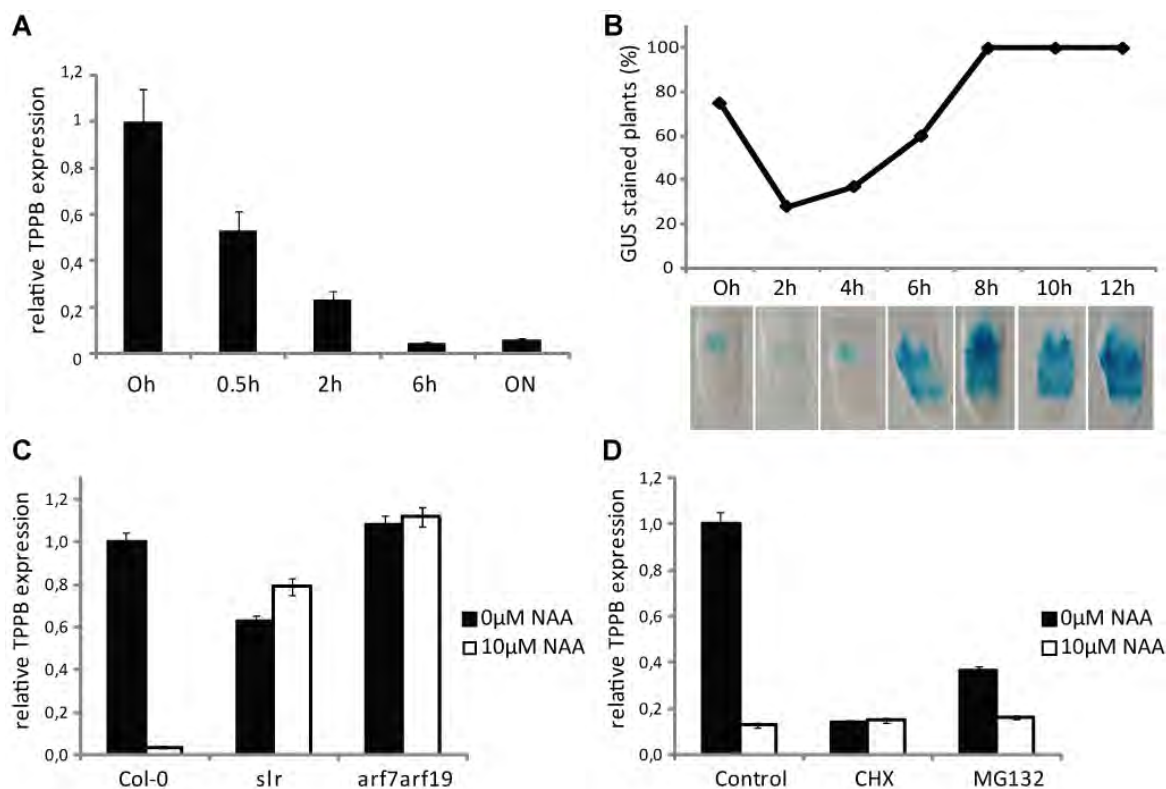 A
relative TPPB expression
1,2
1
0,8
0,6
0,4
0,2
0
Oh
0.5h
2h
6h
ON
B
GUS stained plants (%)
100
80
60
40
20
0
Oh
2h
4h
6h
8h
10h
12h
C
relative TPPB expression
1,2
1,0
0,8
0,6
0,4
0,2
0,0
Col-0
slr
arf7arf19
0µM NAA
10µM NAA
D
relative TPPB expression
1,2
1,0
0,8
0,6
0,4
0,2
0,0
Control
CHX
MG132
0µM NAA
10µM NAA